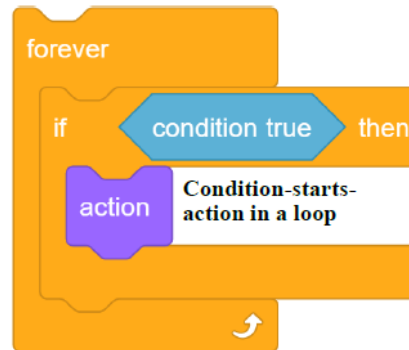 forever
if condition true then
action
Condition-starts-
action in a loop